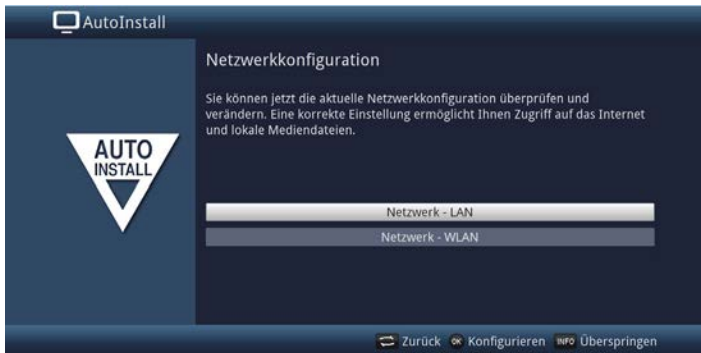 AutoInstall
Netzwerkkonfiguration
Sie können jetzt die aktuelle Netzwerkkonfiguration überprüfen und
verändern. Eine korrekte Einstellung ermöglicht Ihnen Zugriff auf das Internet
und lokale Mediendateien.
AUTO
INSTALL
Netzwerk - LAN
Netzwerk - WLAN
Zurück OK Konfigurieren INFO Überspringen